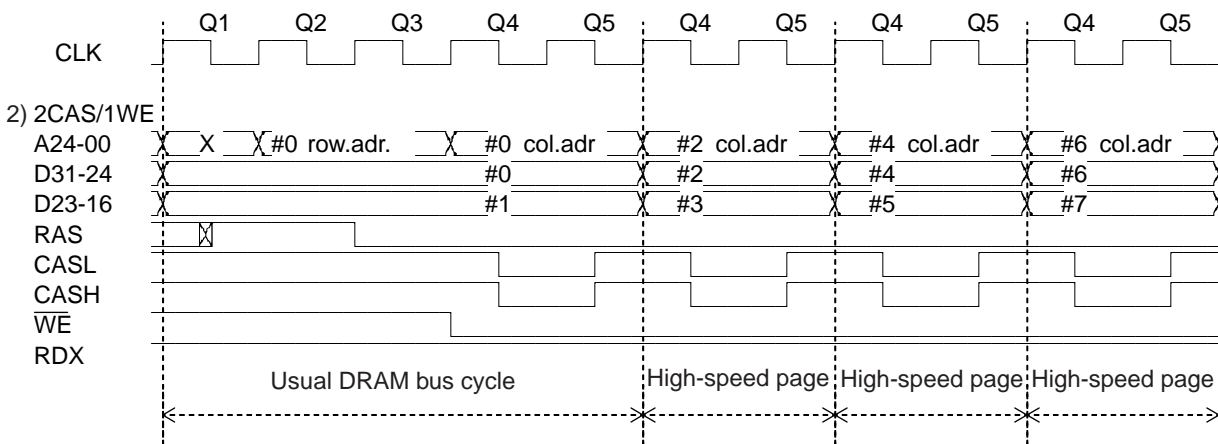 Q1 Q2 Q3 Q4 Q5 Q4 Q5 Q4 Q5 Q4 Q5
CLK
2) 2CAS/1WE
A24-00 X #0 row.adr. #0 col.adr #2 col.adr #4 col.adr #6 col.adr
D31-24 #0 #2 #4 #6
D23-16 #1 #3 #5 #7
RAS
CASL
CASH
WE
RDX
Usual DRAM bus cycle High-speed page High-speed page High-speed page